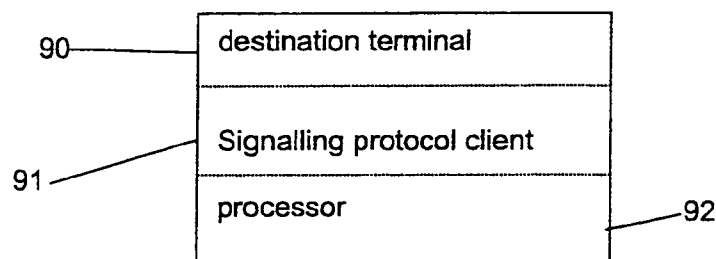 90
destination terminal
Signalling protocol client
91
processor
92